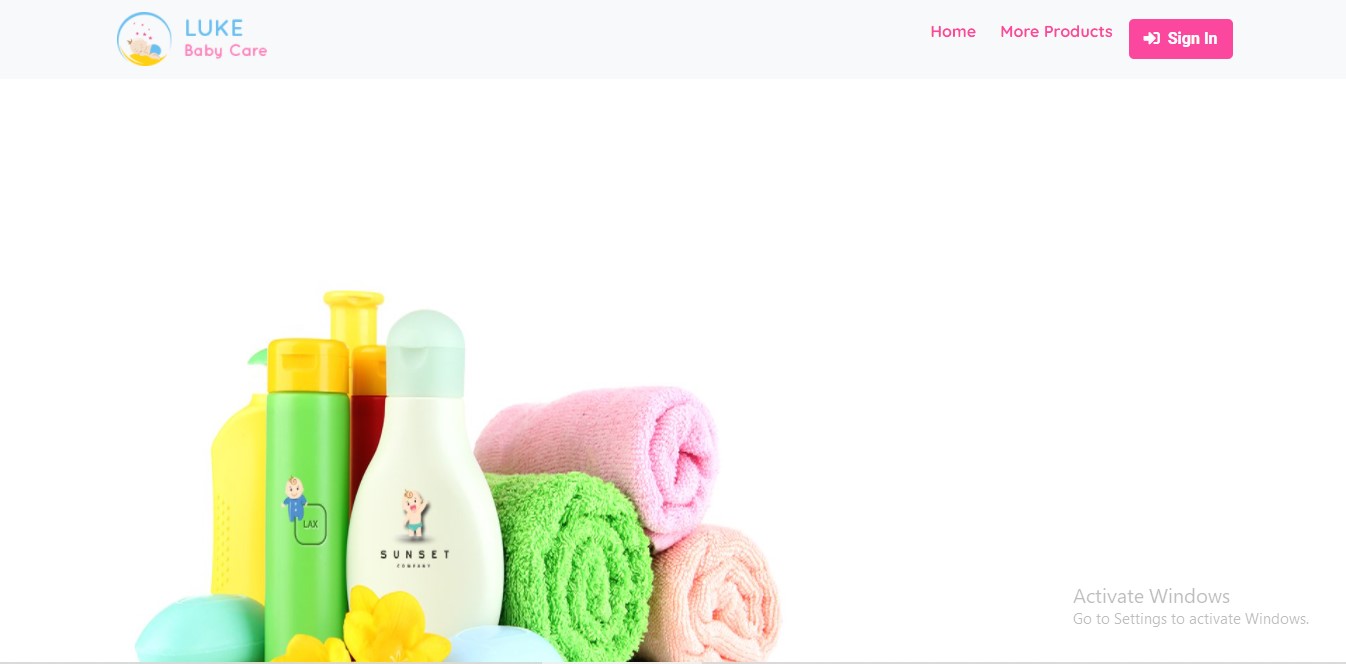 LUKE
Baby Care
Home
More Products
Sign In
LAX
SUNSET
COMPANY
Activate Windows
Go to Settings to activate Windows.